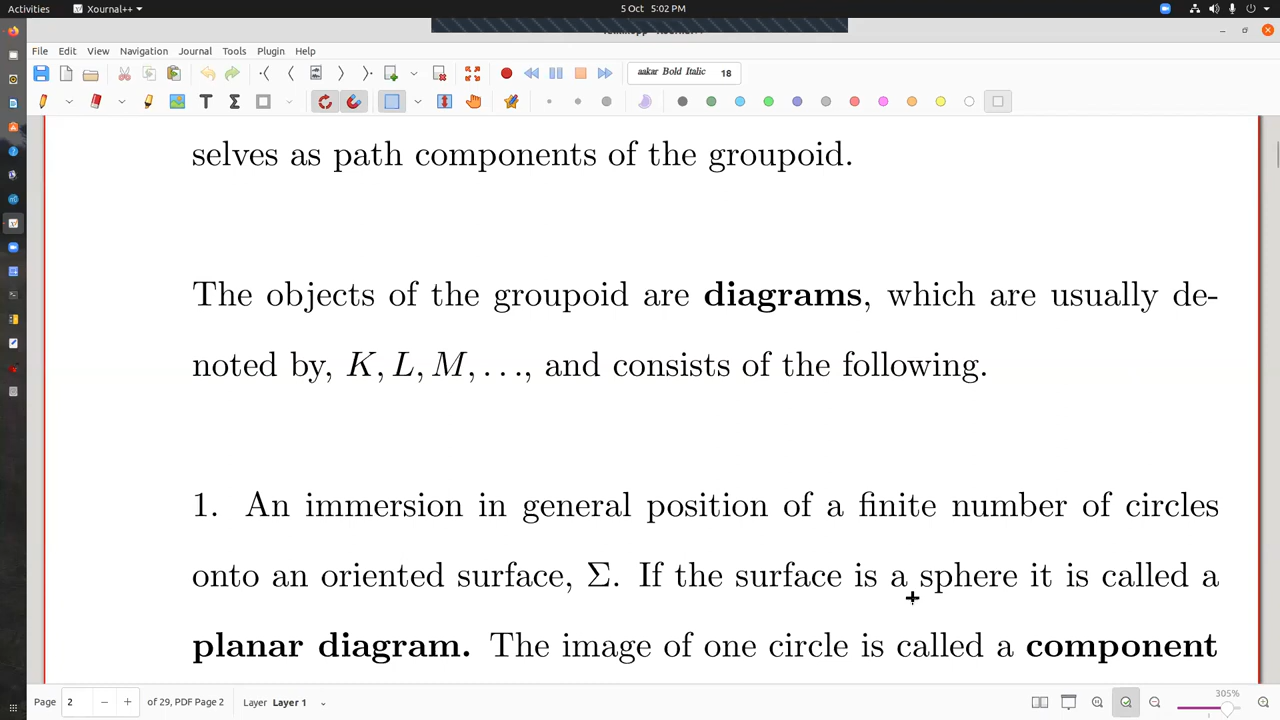 Activities Xournal++ 5 Oct 5:02 PM
File Edit View Navigation Journal Tools Plugin Help
aakar Bold Italic 18
selves as path components of the groupoid.
The objects of the groupoid are diagrams, which are usually de-
noted by, K, L, M, . . ., and consists of the following.
1. An immersion in general position of a finite number of circles
onto an oriented surface, Σ. If the surface is a sphere it is called a
planar diagram. The image of one circle is called a component
Page 2 of 29, PDF Page 2 Layer Layer 1 305%